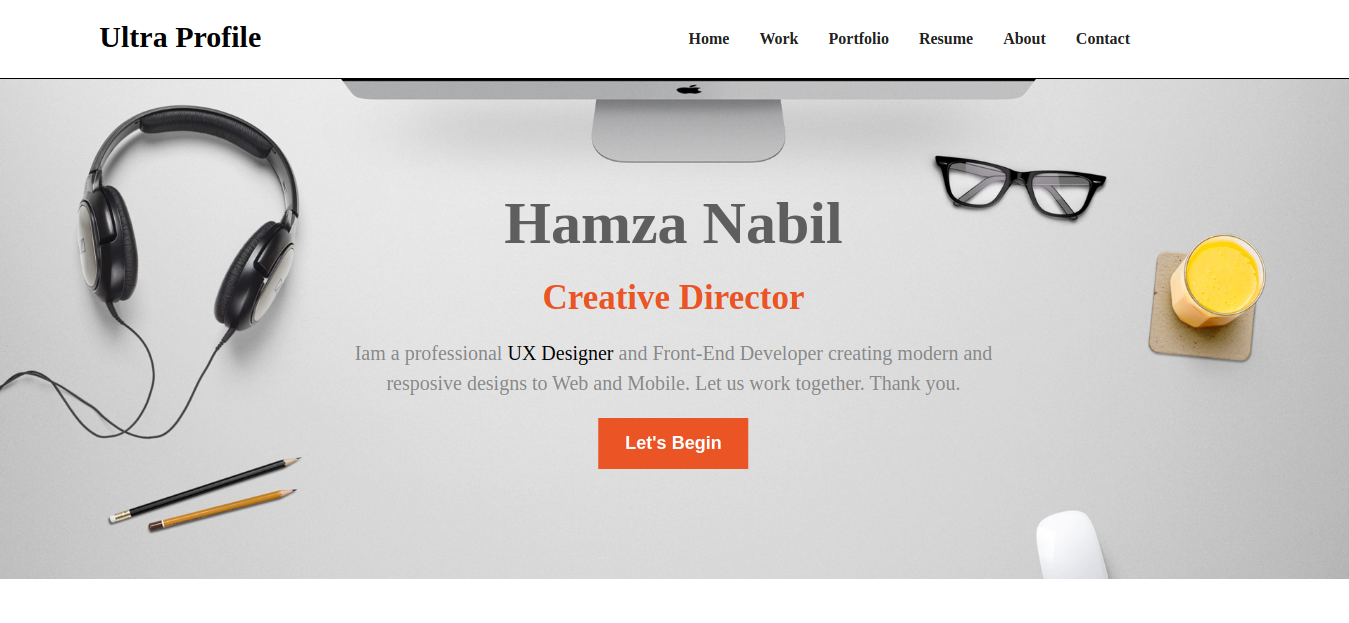 Ultra Profile
Home Work Portfolio Resume About Contact
Hamza Nabil
Creative Director
Iam a professional UX Designer and Front-End Developer creating modern and
resposive designs to Web and Mobile. Let us work together. Thank you.
Let's Begin